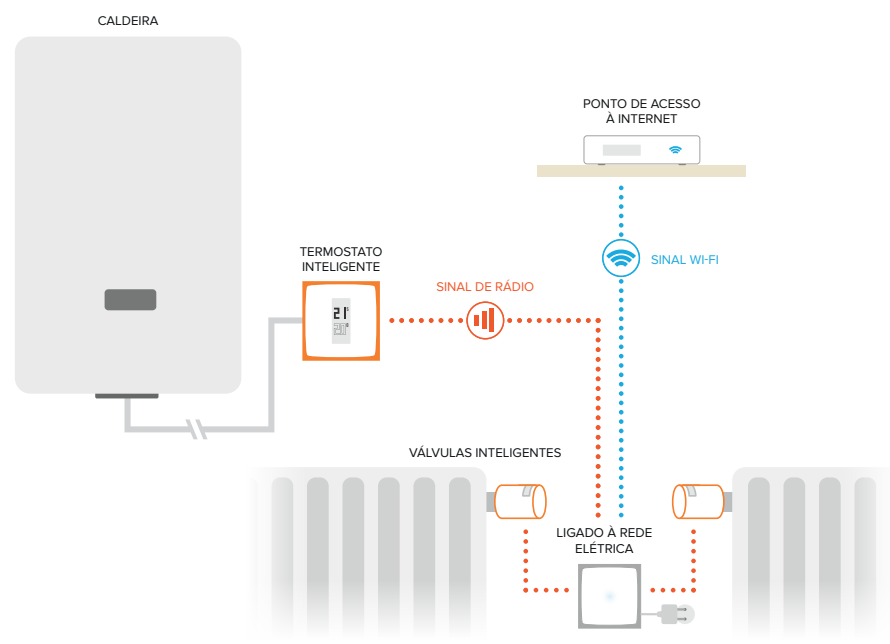 CALDEIRA
PONTO DE ACESSO
À INTERNET
TERMOSTATO
INTELIGENTE
SINAL WI-FI
SINAL DE RÁDIO
21°
VÁLVULAS INTELIGENTES
LIGADO À REDE
ELÉTRICA